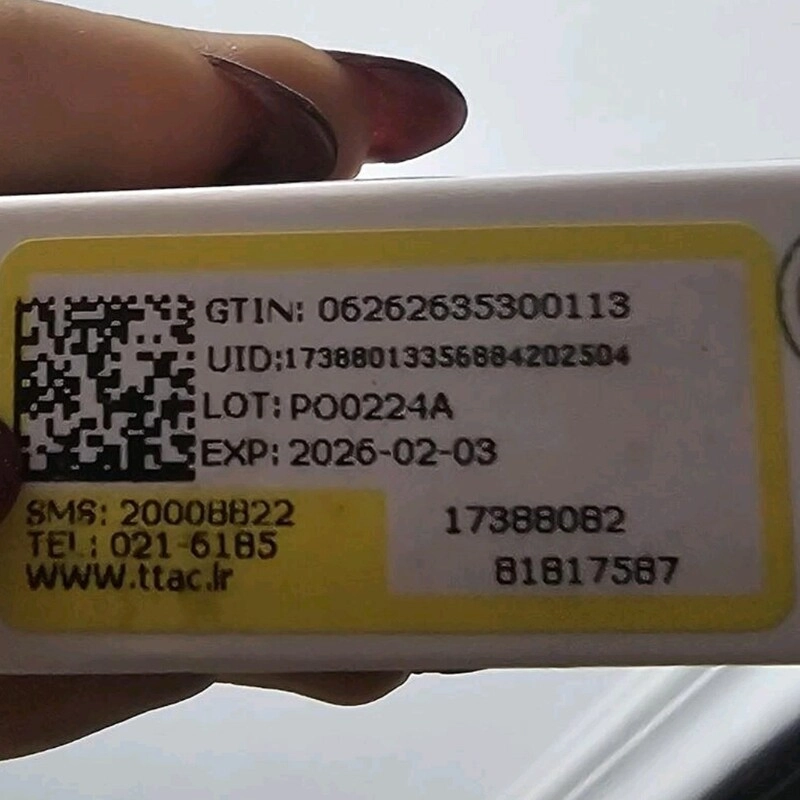 GTIN: 06262635300113
UID:17388013356884202504
LOT: PO0224A
EXP: 2026-02-03
SMS: 20008822
TEL: 021-6185
www.ttac.ir
17388082
81817587